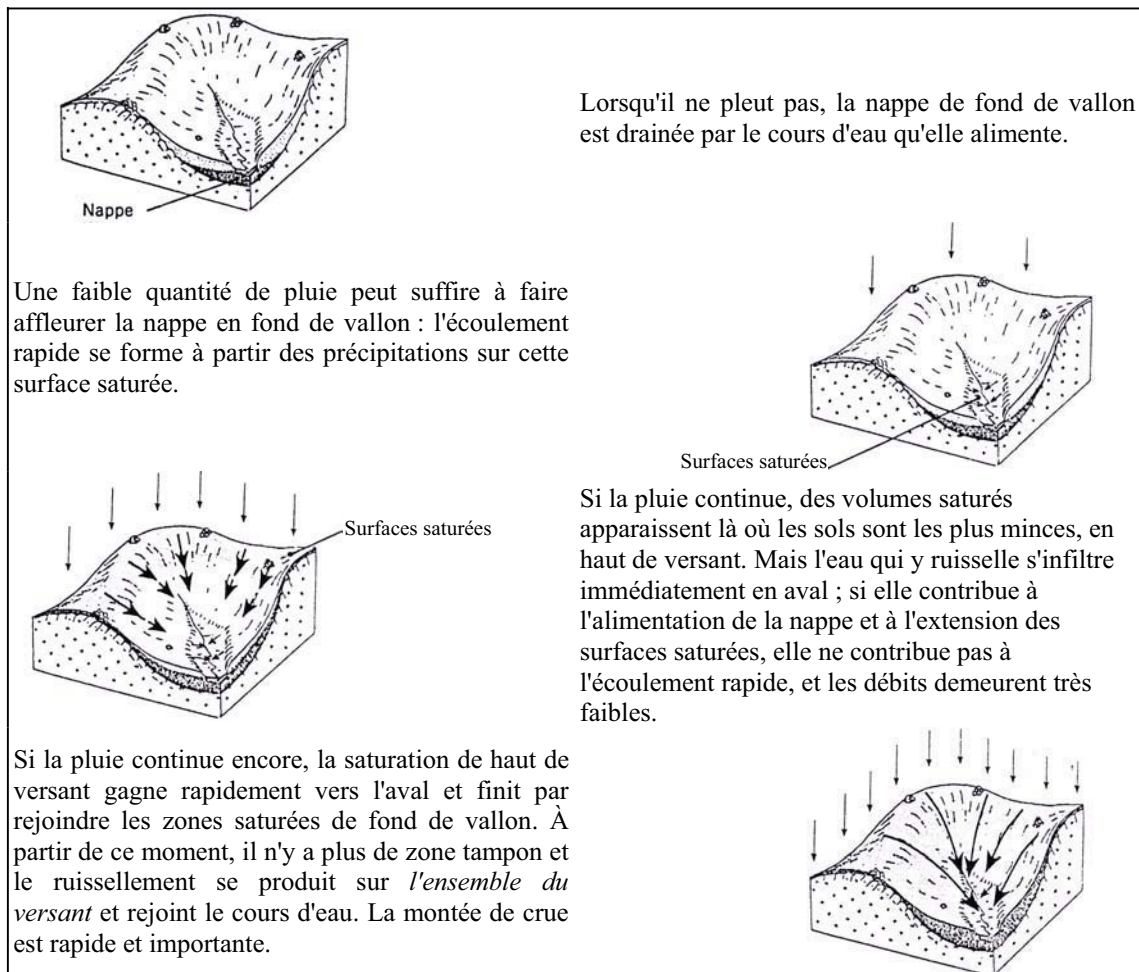 Lorsqu'il ne pleut pas, la nappe de fond de vallon
est drainée par le cours d'eau qu'elle alimente.
Nappe
Une faible quantité de pluie peut suffire à faire
affleurer la nappe en fond de vallon : l'écoulement
rapide se forme à partir des précipitations sur cette
surface saturée.
Surfaces saturées
Surfaces saturées
Si la pluie continue, des volumes saturés
apparaissent là où les sols sont les plus minces, en
haut de versant. Mais l'eau qui y ruisselle s'infiltre
immédiatement en aval ; si elle contribue à
l'alimentation de la nappe et à l'extension des
surfaces saturées, elle ne contribue pas à
l'écoulement rapide, et les débits demeurent très
faibles.
Si la pluie continue encore, la saturation de haut de
versant gagne rapidement vers l'aval et finit par
rejoindre les zones saturées de fond de vallon. À
partir de ce moment, il n'y a plus de zone tampon et
le ruissellement se produit sur l'ensemble du
versant et rejoint le cours d'eau. La montée de crue
est rapide et importante.